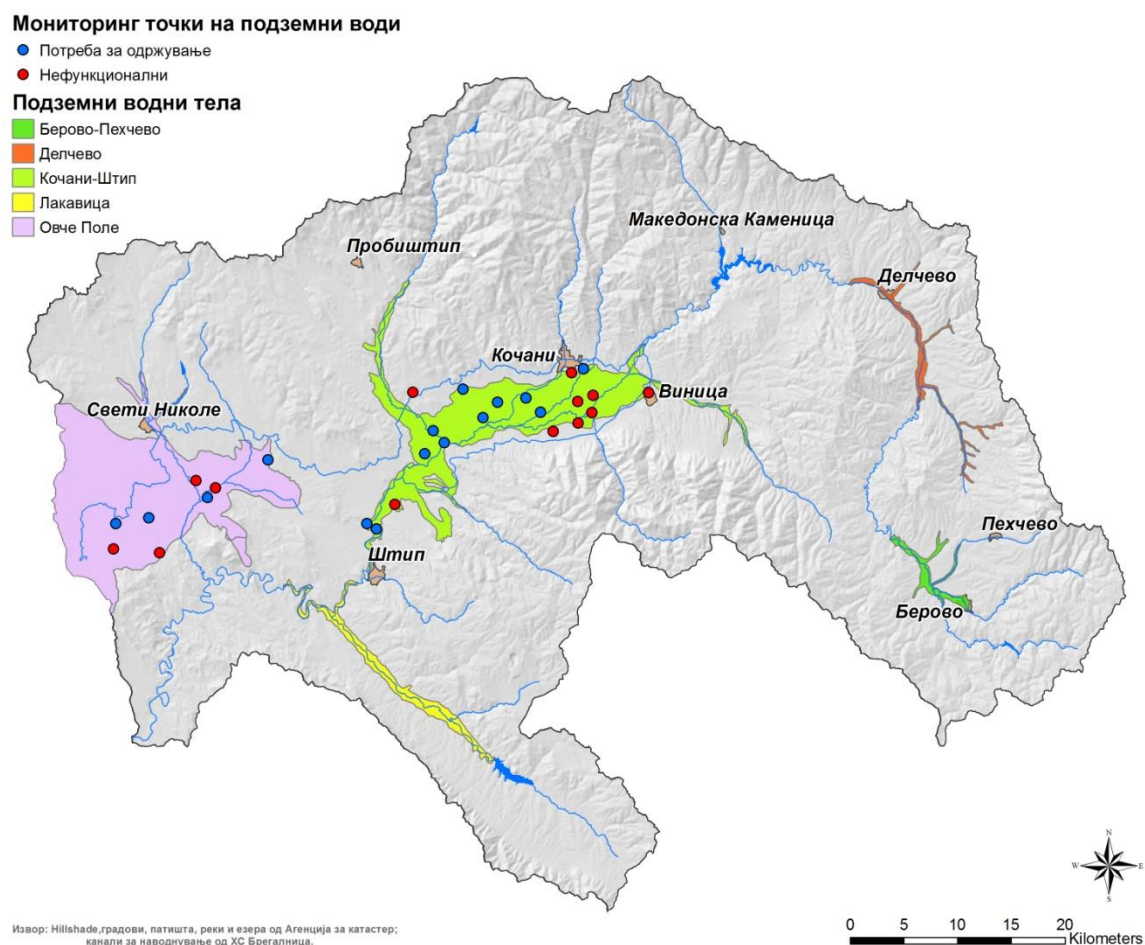 Мониторинг точки на подземни води
Потреба за одржување
Нефункционални
Подземни водни тела
Берово-Пехчево
Делчево
Кочани-Штип
Лакавица
Овче Поле
Македонска Каменица
Пробиштип
Делчево
Кочани
Виница
Свети Николе
Пехчево
Штип
Берово
N
W E
S
0 5 10 15 20
Kilometers
Извор: Hillshade,градови, патишта, реки и езера од Агенција за катастер;
канали за наводнување од ХС Брегалница.